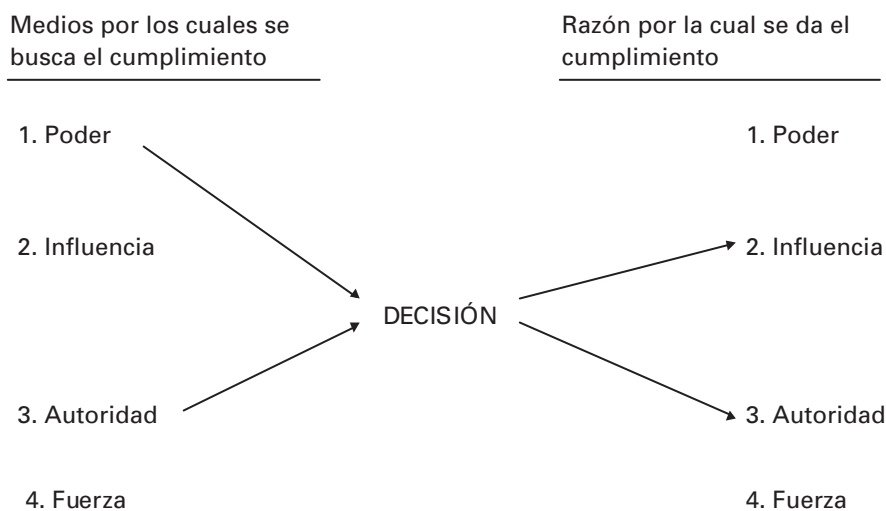 Medios por los cuales se
busca el cumplimiento
Razón por la cual se da el
cumplimiento
1. Poder
1. Poder
2. Influencia
2. Influencia
DECISIÓN
3. Autoridad
3. Autoridad
4. Fuerza
4. Fuerza